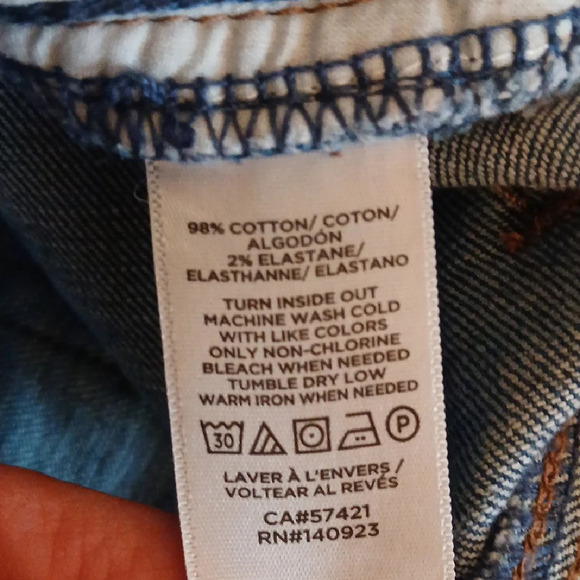 98% COTTON/ COTON/
ALGODÓN
2% ELASTANE/
ELASTHANNE/ ELASTANO
TURN INSIDE OUT
MACHINE WASH COLD
WITH LIKE COLORS
ONLY NON-CHLORINE
BLEACH WHEN NEEDED
TUMBLE DRY LOW
WARM IRON WHEN NEEDED
30 P
LAVER À L'ENVERS /
VOLTEAR AL REVÉS
CA#57421
RN#140923